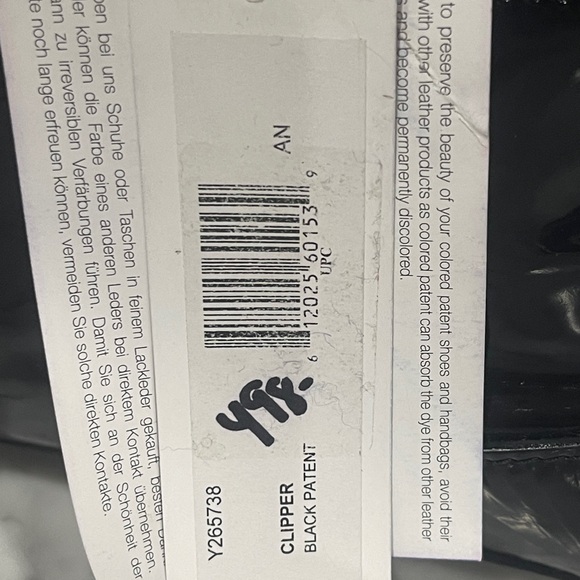 to preserve the beauty of your colored patent shoes and handbags, avoid their
with other leather products as colored patent can absorb the dye from other leather
and become permanently discolored.
AN
6 12025 60153 9
UPC
498.
Y265738
CLIPPER
BLACK PATENT
ben bei uns Schuhe oder Taschen in feinem Lackleder gekauft, bester
er können die Farbe eines anderen Leders bei direktem Kontakt übernehmen.
ann zu irreversiblen Verfärbungen führen. Damit Sie sich an der Schönheit der
te noch lange erfreuen können, vermeiden Sie solche direkten Kontakte.